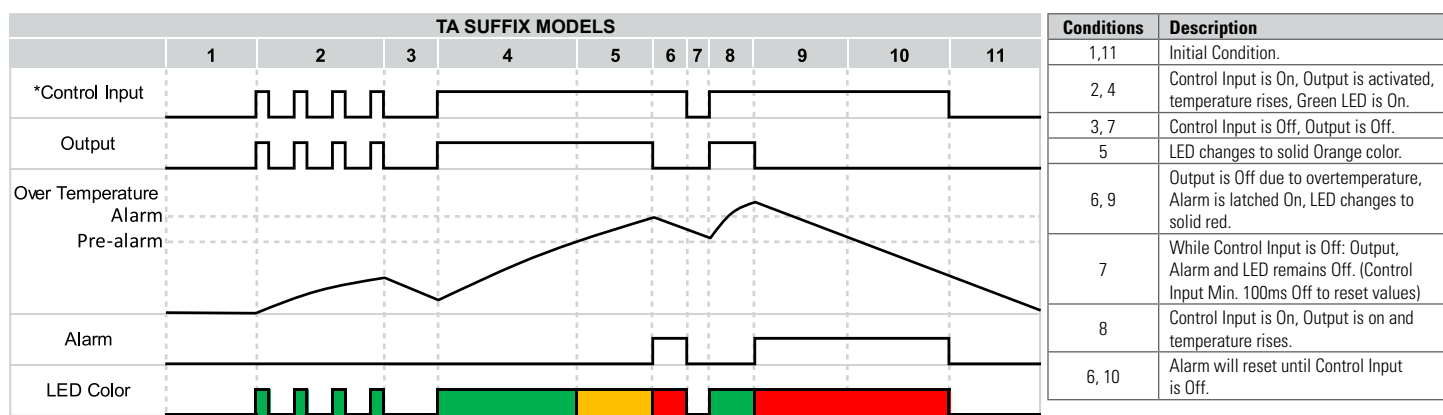 TA SUFFIX MODELS
1 2 3 4 5 6 7 8 9 10 11
*Control Input
Output
Over Temperature
Alarm
Pre-alarm
Alarm
LED Color
Conditions Description
1,11 Initial Condition.
2, 4 Control Input is On, Output is activated,
temperature rises, Green LED is On.
3, 7 Control Input is Off, Output is Off.
5 LED changes to solid Orange color.
6, 9 Output is Off due to overtemperature,
Alarm is latched On, LED changes to
solid red.
7 While Control Input is Off: Output,
Alarm and LED remains Off. (Control
Input Min. 100ms Off to reset values)
8 Control Input is On, Output is on and
temperature rises.
6, 10 Alarm will reset until Control Input
is Off.